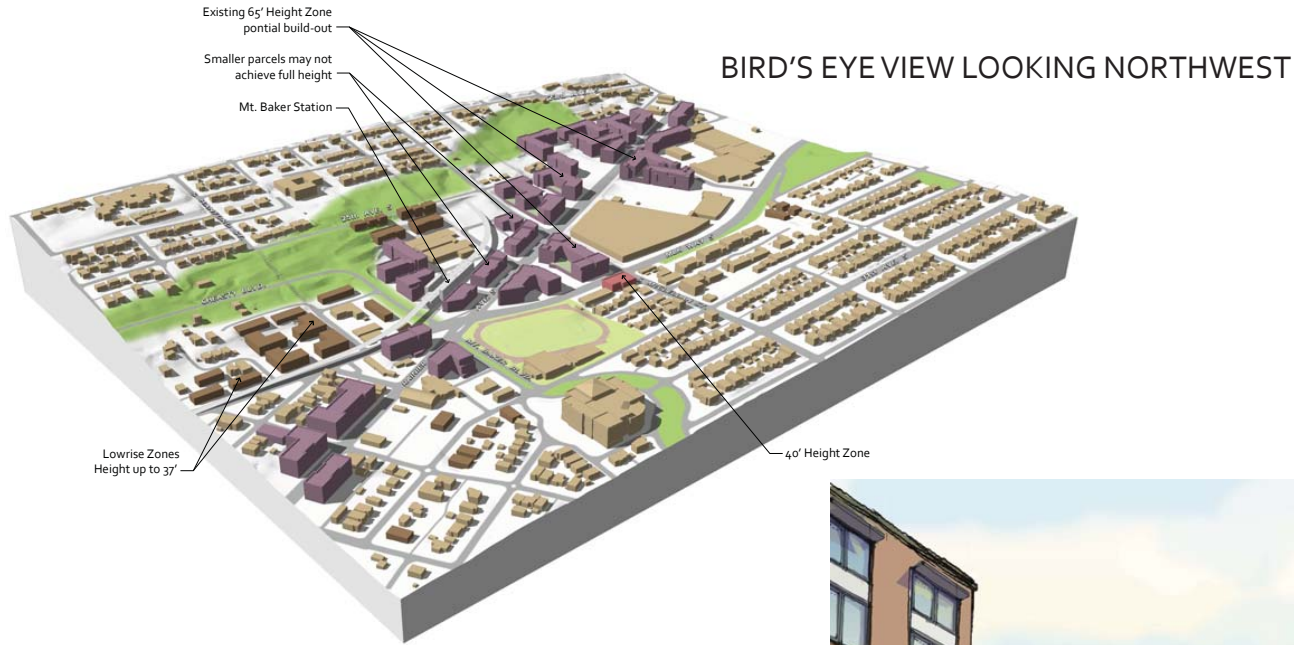 Existing 65' Height Zone
pontial build-out
Smaller parcels may not
achieve full height
Mt. Baker Station
BIRD'S EYE VIEW LOOKING NORTHWEST
Lowrise Zones
Height up to 37'
40' Height Zone